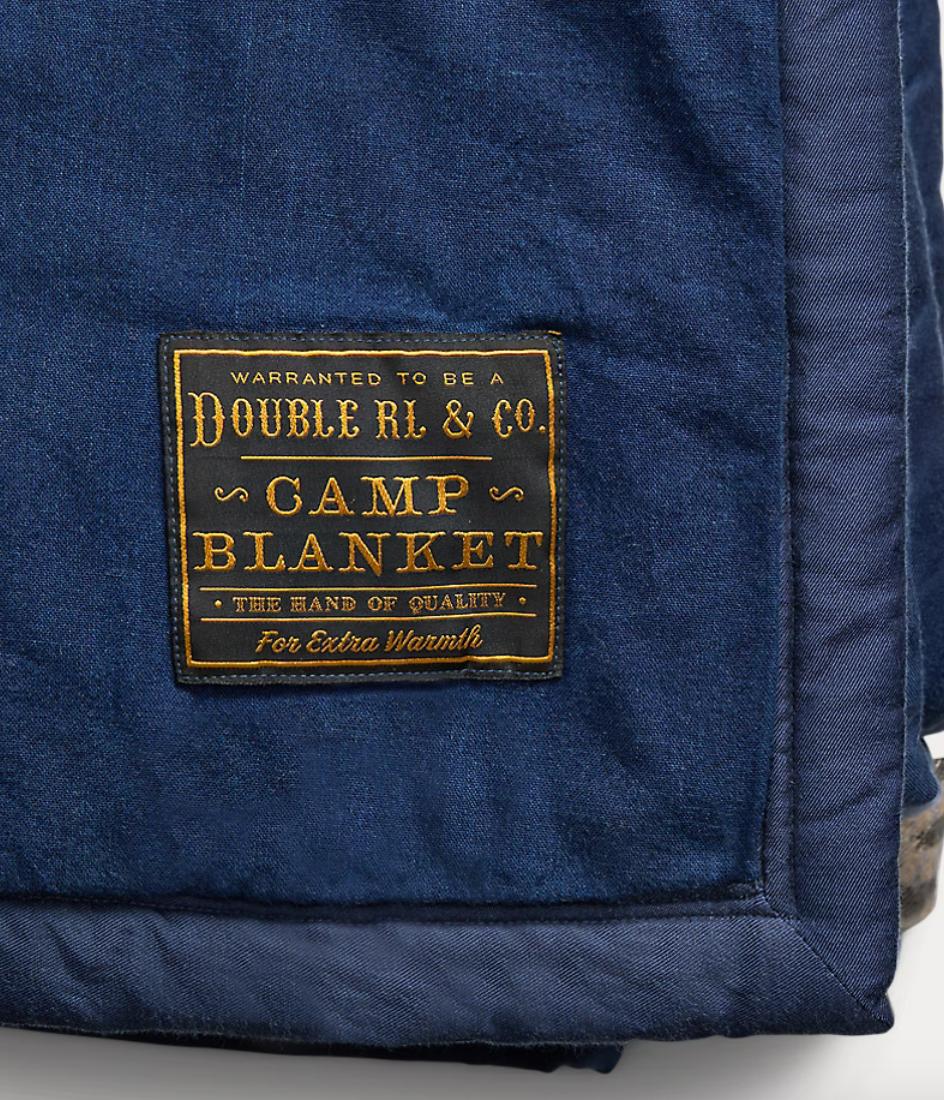 WARRANTED TO BE A
DOUBLE RL & CO.
CAMP
BLANKET
• THE HAND OF QUALITY •
For Extra Warmth